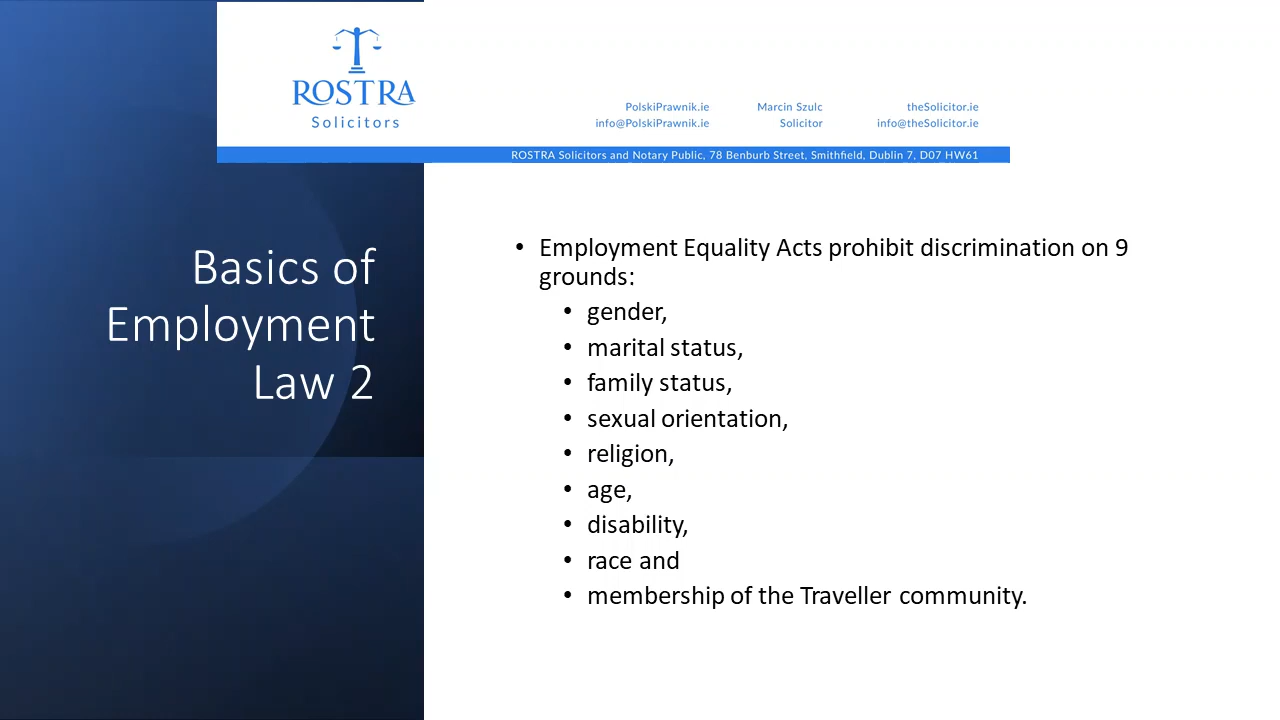 ROSTRA
Solicitors
PolskiPrawnik.ie
info@PolskiPrawnik.ie
Marcin Szulc
Solicitor
theSolicitor.ie
info@theSolicitor.ie
ROSTRA Solicitors and Notary Public, 78 Benburb Street, Smithfield, Dublin 7, D07 HW61
Basics of
Employment
Law 2
• Employment Equality Acts prohibit discrimination on 9
grounds:
• gender,
• marital status,
• family status,
• sexual orientation,
• religion,
• age,
• disability,
• race and
• membership of the Traveller community.